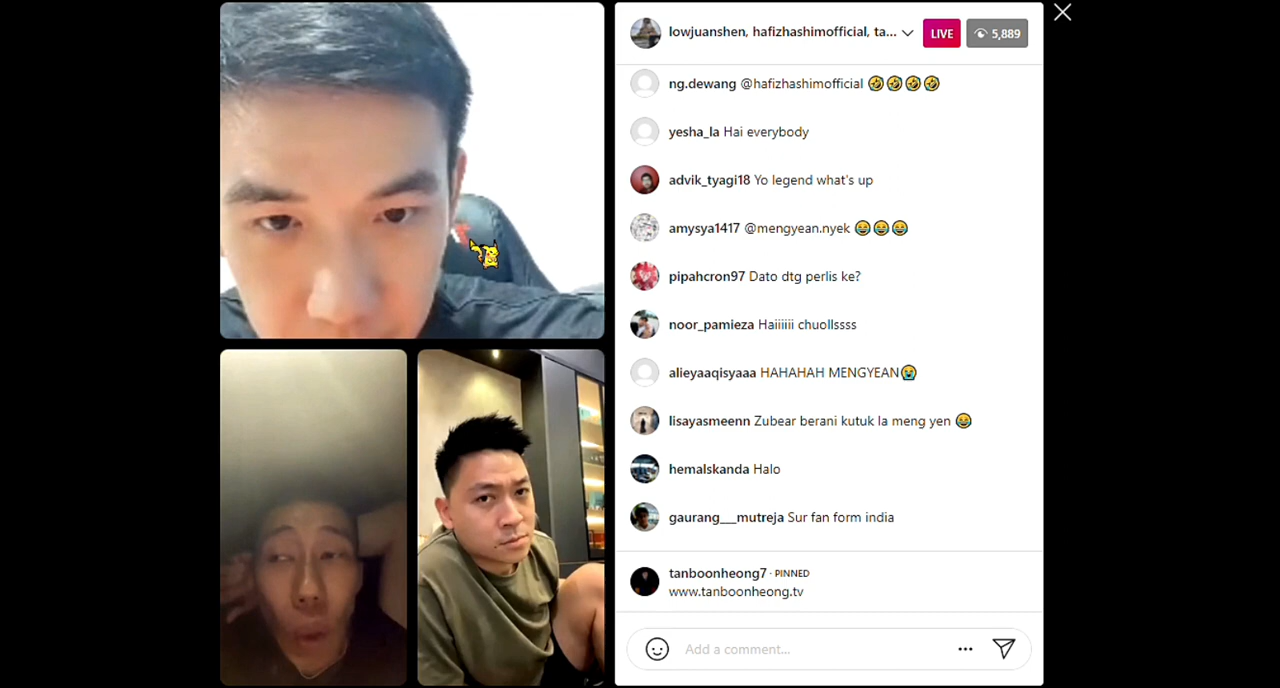 lowjuanshen, hafizhashimofficial, ta...
LIVE
5,889
ng.dewang @hafizhashimofficial 🤣🤣🤣🤣
yesha_la Hai everybody
advik_tyagi18 Yo legend what's up
amysya1417 @mengyean.nyek 😂😂😂
pipahcron97 Dato dtg perlis ke?
noor_pamieza Haiiiiii chuollssss
alieyaaqisyaaa HAHAHAH MENGYEAN😭
lisayasmeenn Zubear berani kutuk la meng yen 😂
hemalskanda Halo
gaurang___mutreja Sur fan form india
tanboonheong7 · PINNED
www.tanboonheong.tv
Add a comment...